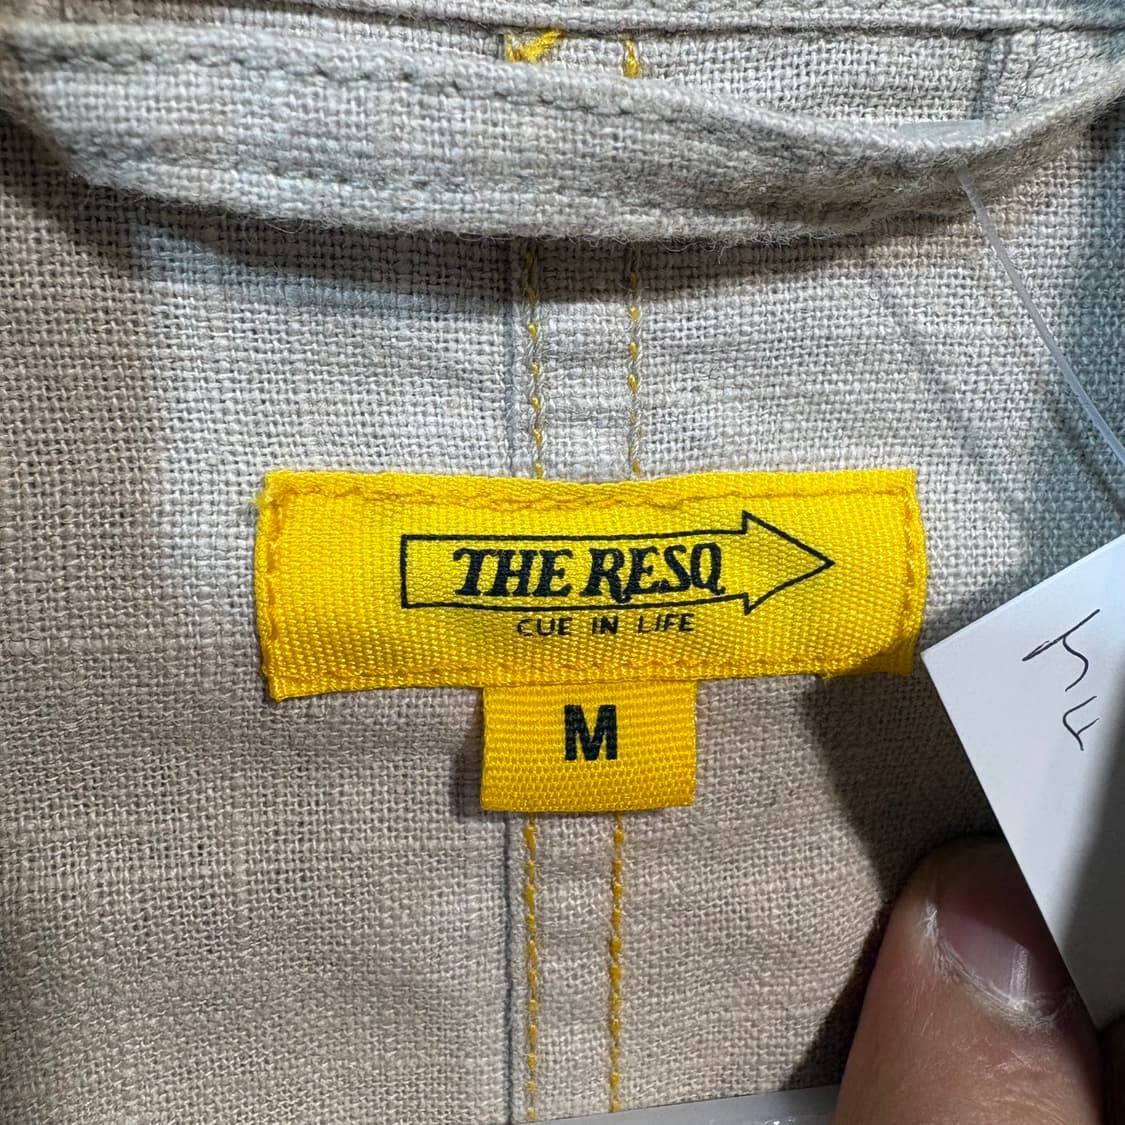 THE RESQ
CUE IN LIFE
M